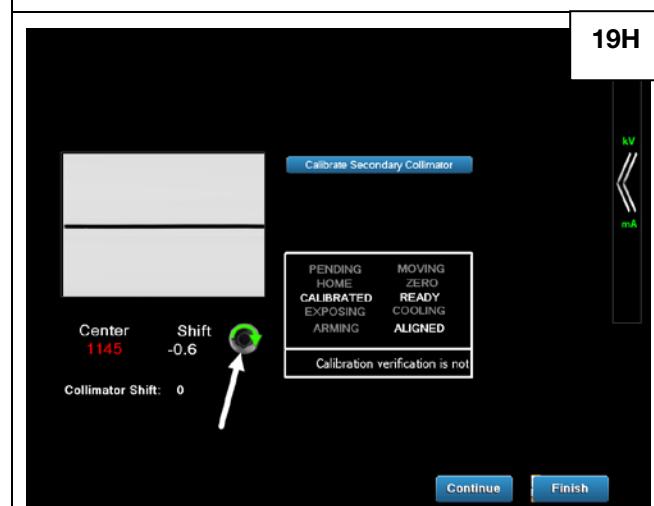 19H
kV
mA
Calibrate Secondary Collimator
PENDING MOVING
HOME ZERO
CALIBRATED READY
EXPOSING COOLING
ARMING ALIGNED
Calibration verification is not
Center Shift
1145 -0.6
Collimator Shift: 0
Continue Finish